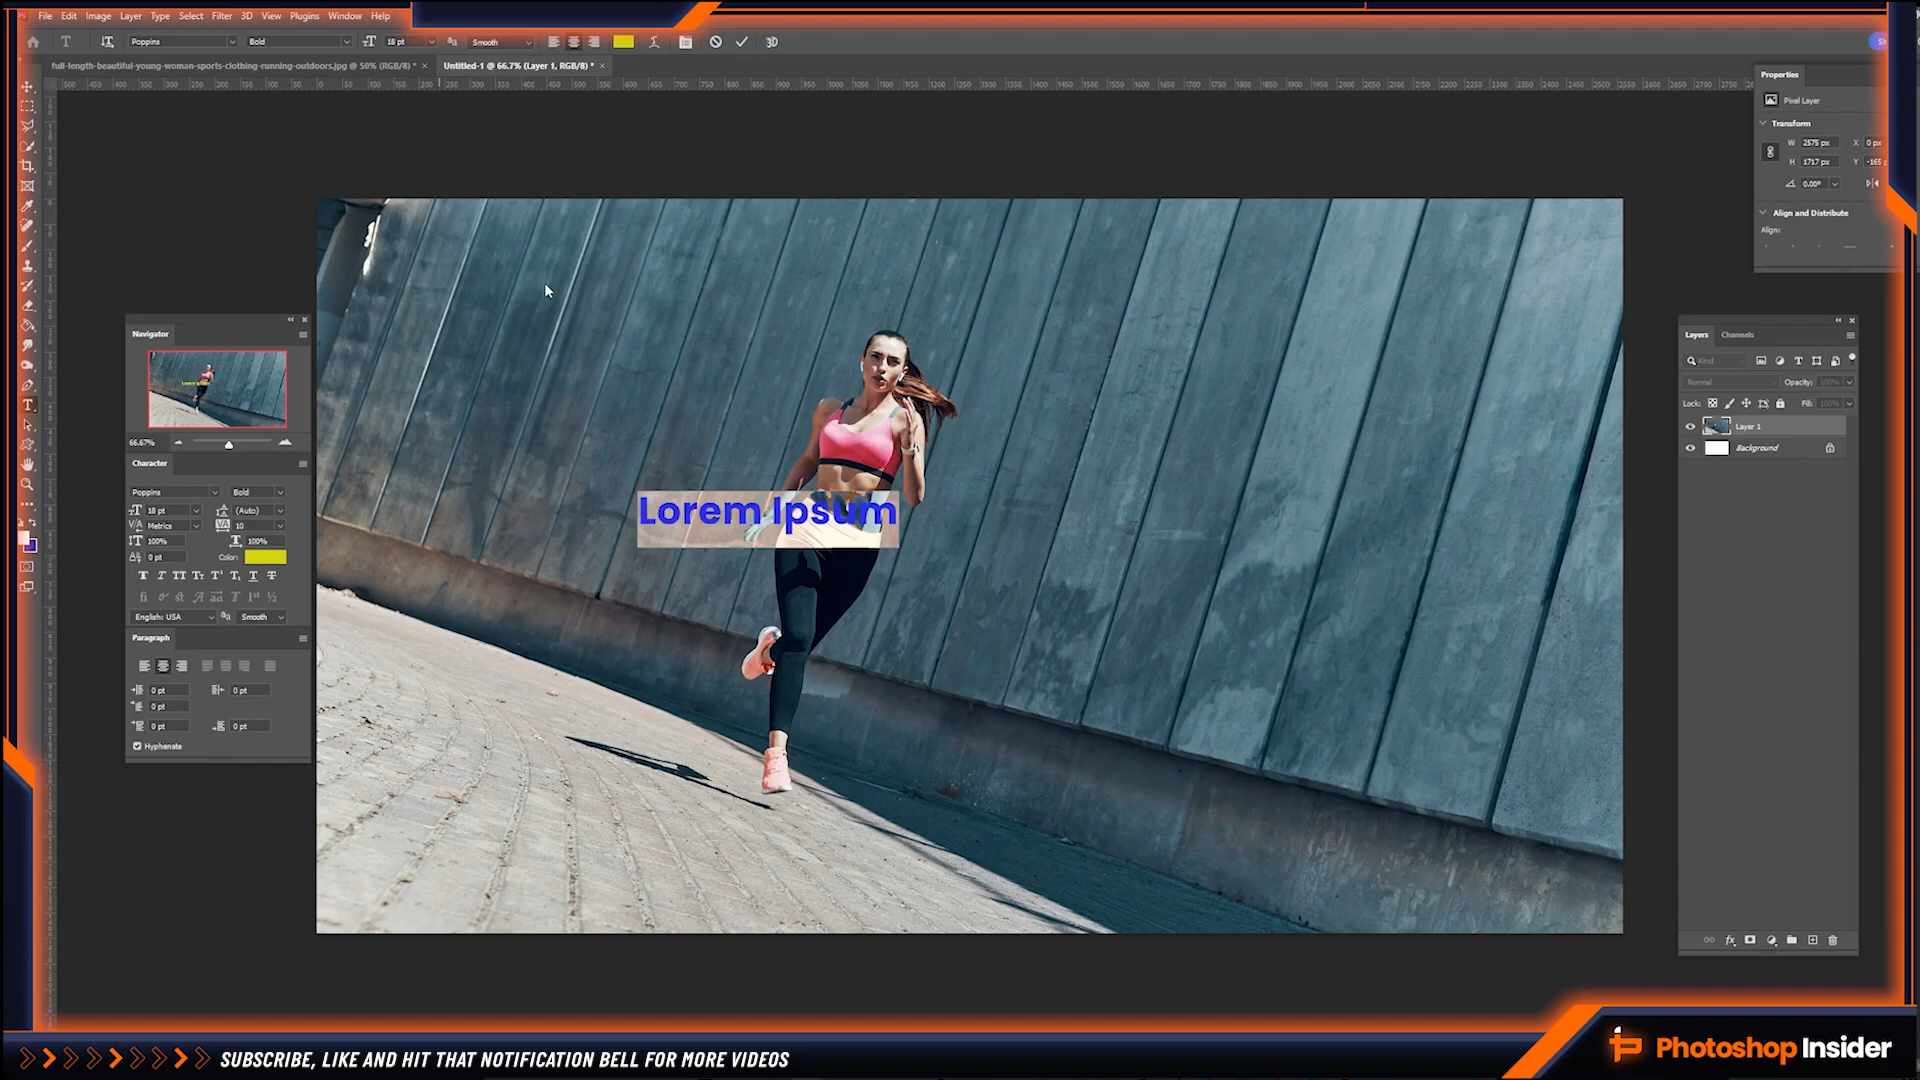 File Edit Image Layer Type Select Filter 3D View Plugins Window Help
Poppins Bold 18 pt Smooth 3D
full-length-beautiful-young-woman-sports-clothing-running-outdoors.jpg @ 50% (RGB/8) * × Untitled-1 @ 66.7% (Layer 1, RGB/8) * ×
Properties
Pixel Layer
Transform
W 2575 px X 0 px
H 1717 px Y -165
0.00°
Align and Distribute
Align:
Navigator
66.67%
Character
Poppins Bold
18 pt (Auto)
Metrics 10
100% 100%
0 pt Color:
English: USA Smooth
Paragraph
0 pt 0 pt
0 pt
0 pt 0 pt
Hyphenate
Lorem Ipsum
Layers Channels
Kind
Normal Opacity: 100%
Lock: Fill: 100%
Layer 1
Background
SUBSCRIBE, LIKE AND HIT THAT NOTIFICATION BELL FOR MORE VIDEOS
Photoshop Insider